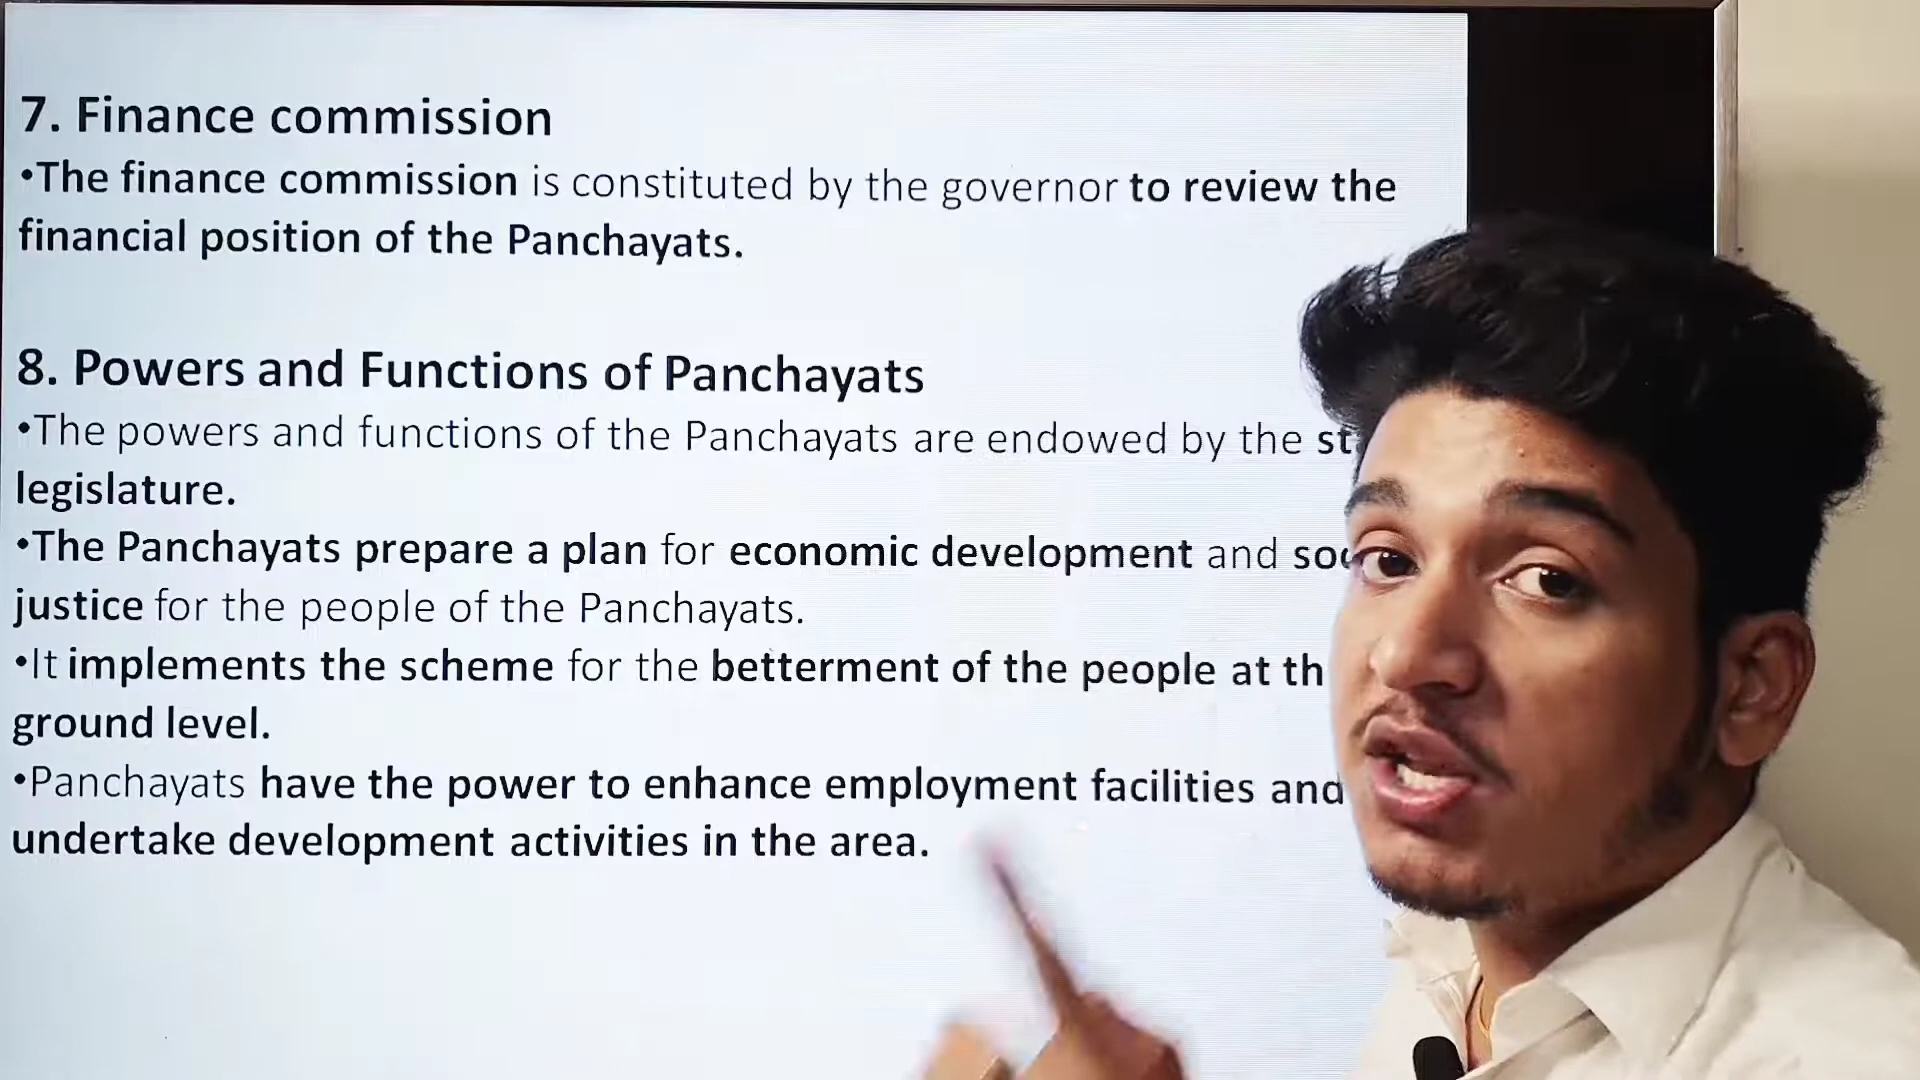 7. Finance commission
•The finance commission is constituted by the governor to review the
financial position of the Panchayats.
8. Powers and Functions of Panchayats
•The powers and functions of the Panchayats are endowed by the
legislature.
•The Panchayats prepare a plan for economic development and
justice for the people of the Panchayats.
•It implements the scheme for the betterment of the people at
ground level.
•Panchayats have the power to enhance employment facilities and
undertake development activities in the area.